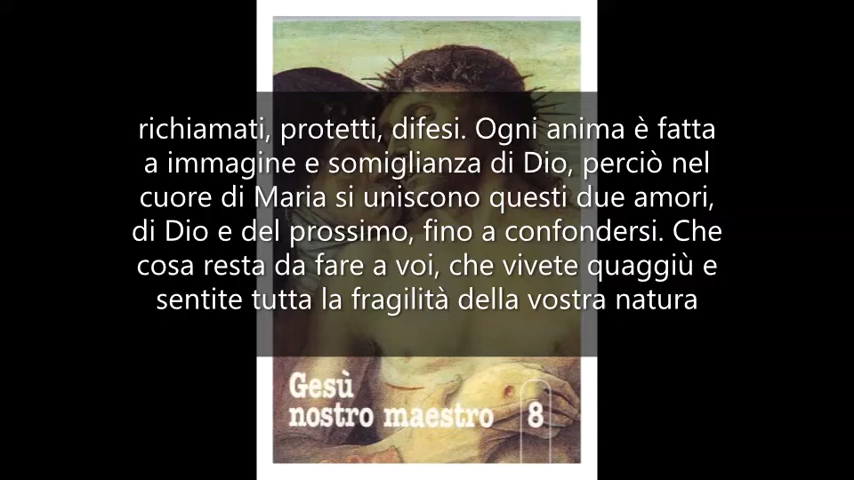 richiamati, protetti, difesi. Ogni anima è fatta
a immagine e somiglianza di Dio, perciò nel
cuore di Maria si uniscono questi due amori,
di Dio e del prossimo, fino a confondersi. Che
cosa resta da fare a voi, che vivete quaggiù e
sentite tutta la fragilità della vostra natura
Gesù
nostro maestro 8